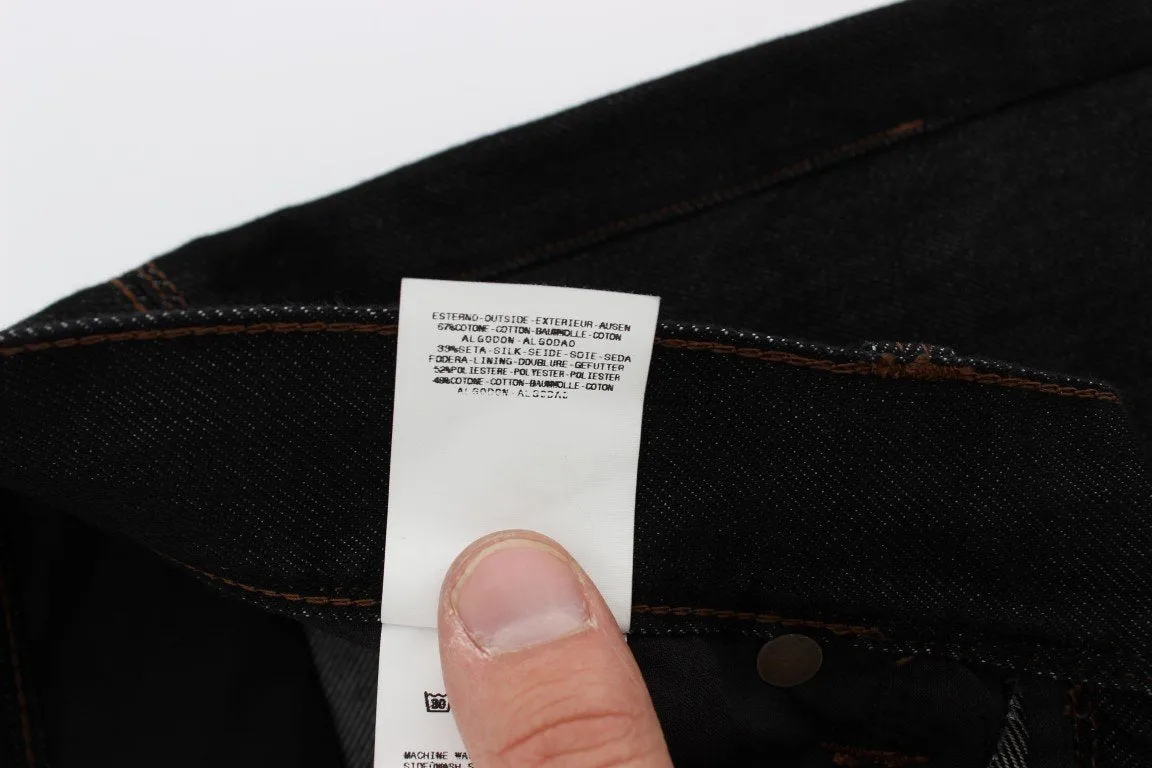 ESTERNO-OUTSIDE-EXTERIEUR-AUSEN
67%COTONE-COTTON-BAUMWOLLE-COTON
ALGODON-ALGODAO
33%SETA-SILK-SEIDE-SOIE-SEDA
FODERA-LINING-DOUBLURE-GEFUTTER
52%POLIESTERE-POLYESTER-POLIESTER
48%COTONE-COTTON-BAUMWOLLE-COTON
ALGODON-ALGODAO
30
MACHINE